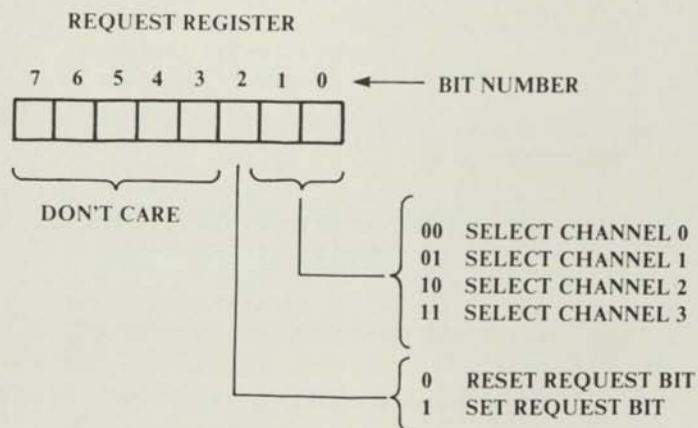 REQUEST REGISTER
7 6 5 4 3 2 1 0
BIT NUMBER
DON'T CARE
00 SELECT CHANNEL 0
01 SELECT CHANNEL 1
10 SELECT CHANNEL 2
11 SELECT CHANNEL 3
0 RESET REQUEST BIT
1 SET REQUEST BIT